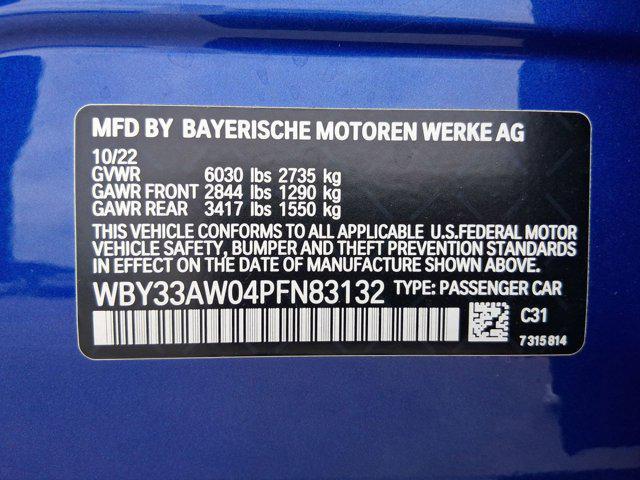 MFD BY BAYERISCHE MOTOREN WERKE AG
10/22
GVWR 6030 lbs 2735 kg
GAWR FRONT 2844 lbs 1290 kg
GAWR REAR 3417 lbs 1550 kg
THIS VEHICLE CONFORMS TO ALL APPLICABLE U.S.FEDERAL MOTOR
VEHICLE SAFETY, BUMPER AND THEFT PREVENTION STANDARDS
IN EFFECT ON THE DATE OF MANUFACTURE SHOWN ABOVE.
WBY33AW04PFN83132 TYPE: PASSENGER CAR
C31
7 315 814